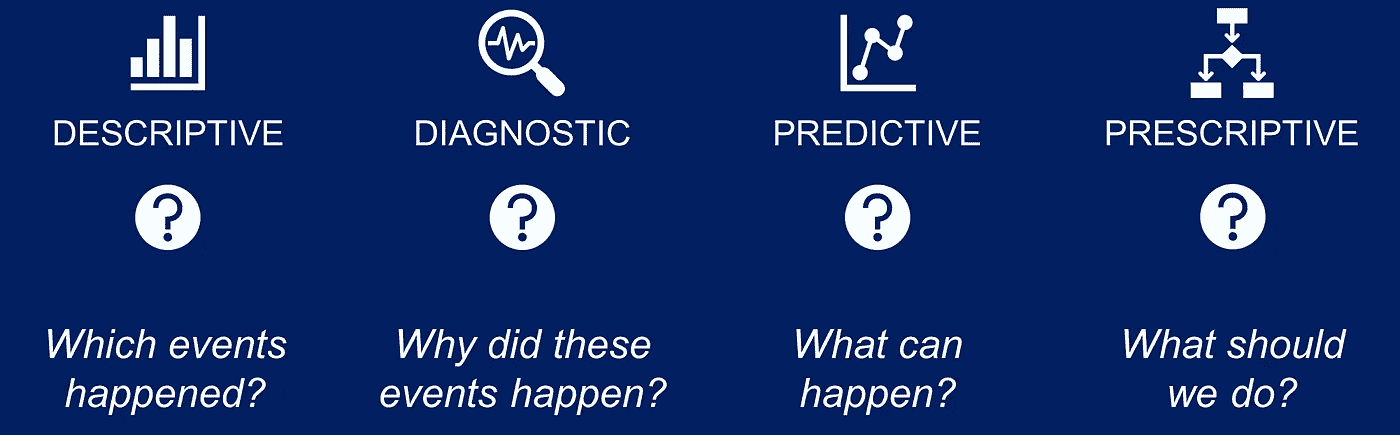 DESCRIPTIVE
DIAGNOSTIC
PREDICTIVE
PRESCRIPTIVE
?
?
?
?
Which events
happened?
Why did these
events happen?
What can
happen?
What should
we do?